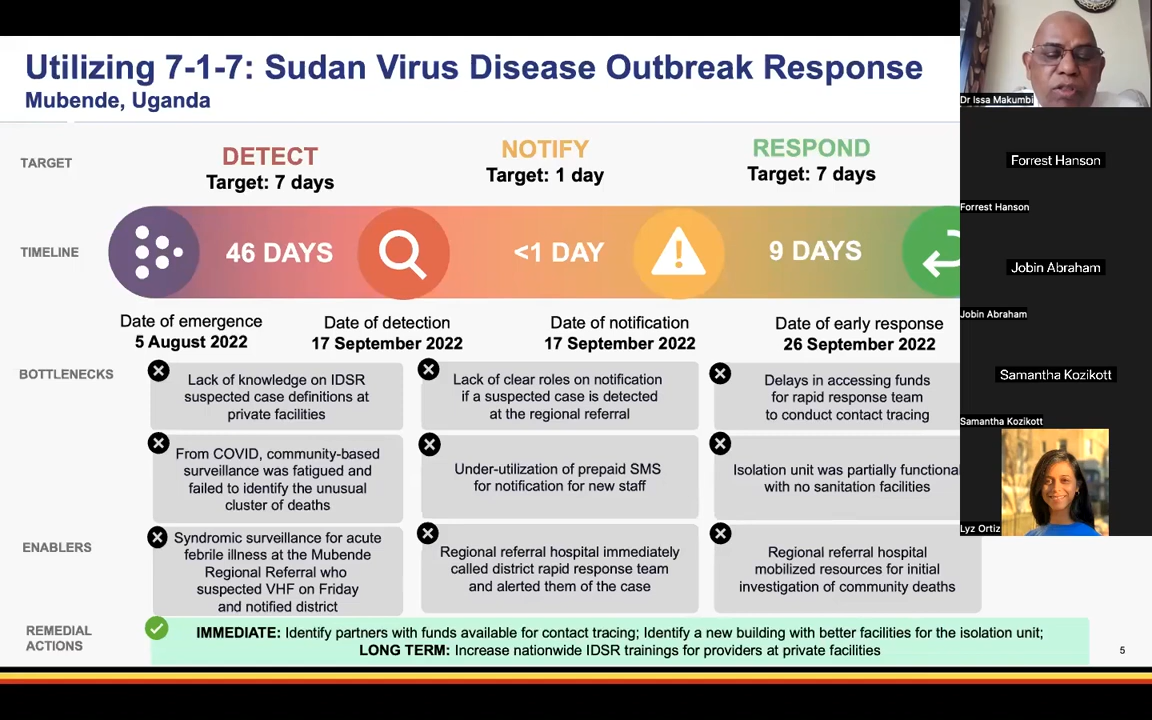 Utilizing 7-1-7: Sudan Virus Disease Outbreak Response
Mubende, Uganda
TARGET
DETECT
Target: 7 days
NOTIFY
Target: 1 day
RESPOND
Target: 7 days
TIMELINE
46 DAYS
<1 DAY
9 DAYS
Date of emergence
5 August 2022
Date of detection
17 September 2022
Date of notification
17 September 2022
Date of early response
26 September 2022
BOTTLENECKS
Lack of knowledge on IDSR
suspected case definitions at
private facilities
Lack of clear roles on notification
if a suspected case is detected
at the regional referral
Delays in accessing funds
for rapid response team
to conduct contact tracing
From COVID, community-based
surveillance was fatigued and
failed to identify the unusual
cluster of deaths
Under-utilization of prepaid SMS
for notification for new staff
Isolation unit was partially functional
with no sanitation facilities
ENABLERS
Syndromic surveillance for acute
febrile illness at the Mubende
Regional Referral who
suspected VHF on Friday
and notified district
Regional referral hospital immediately
called district rapid response team
and alerted them of the case
Regional referral hospital
mobilized resources for initial
investigation of community deaths
REMEDIAL
ACTIONS
IMMEDIATE: Identify partners with funds available for contact tracing; Identify a new building with better facilities for the isolation unit;
LONG TERM: Increase nationwide IDSR trainings for providers at private facilities
5
Dr Issa Makumbi
Forrest Hanson
Forrest Hanson
Jobin Abraham
Jobin Abraham
Samantha Kozikott
Samantha Kozikott
Lyz Ortiz